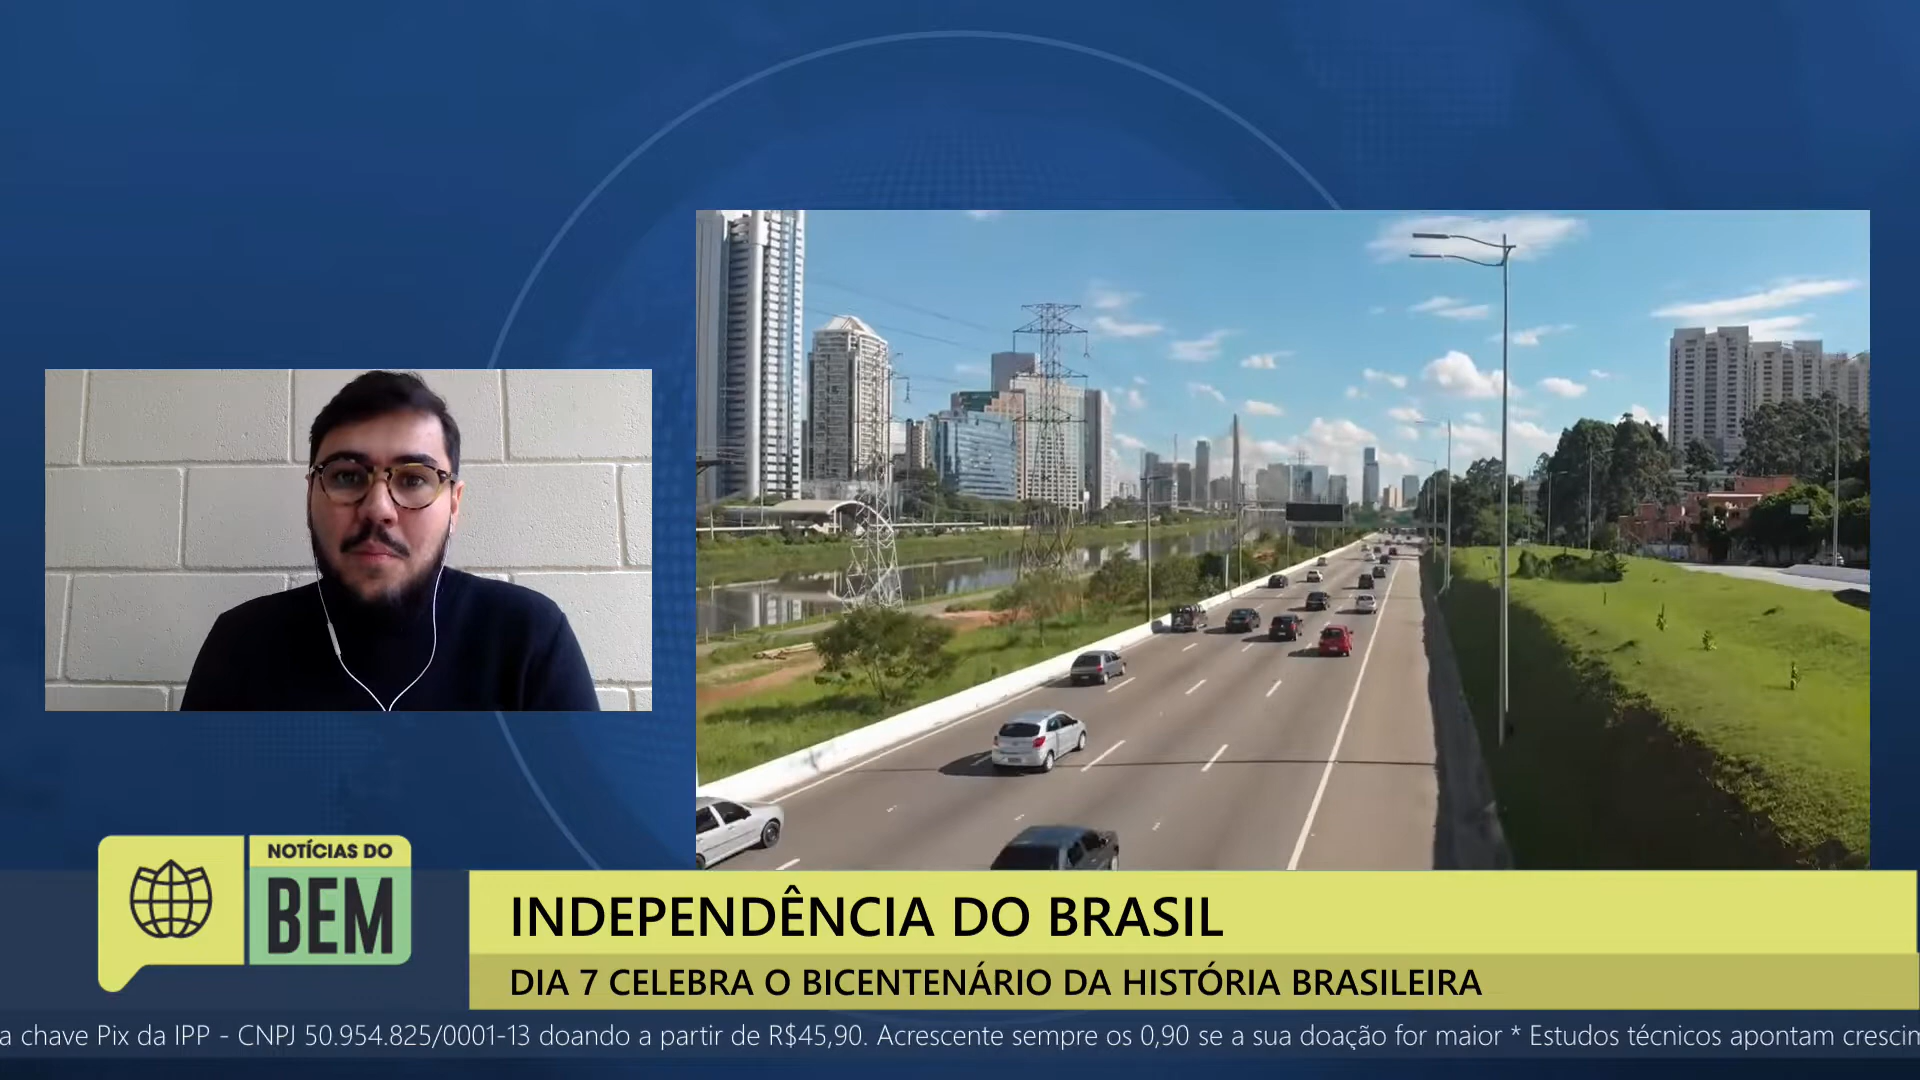 NOTÍCIAS DO
BEM
INDEPENDÊNCIA DO BRASIL
DIA 7 CELEBRA O BICENTENÁRIO DA HISTÓRIA BRASILEIRA
a chave Pix da IPP - CNPJ 50.954.825/0001-13 doando a partir de R$45,90. Acrescente sempre os 0,90 se a sua doação for maior * Estudos técnicos apontam crescim